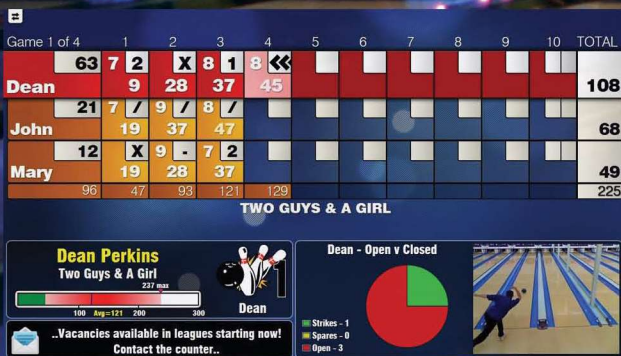 Game 1 of 4 1 2 3 4 5 6 7 8 9 10 TOTAL
63 7 2 X 8 1 8
Dean 9 28 37 45 108
21 7 / 9 / 8 /
John 19 37 47 68
12 X 9 - 7 2
Mary 19 28 37 49
96 47 93 121 129 225
TWO GUYS & A GIRL
Dean Perkins
Two Guys & A Girl
237 max
100 Avg=121 200 300
1
Dean
Dean - Open v Closed
Strikes - 1
Spares - 0
Open - 3
..Vacancies available in leagues starting now!
Contact the counter..